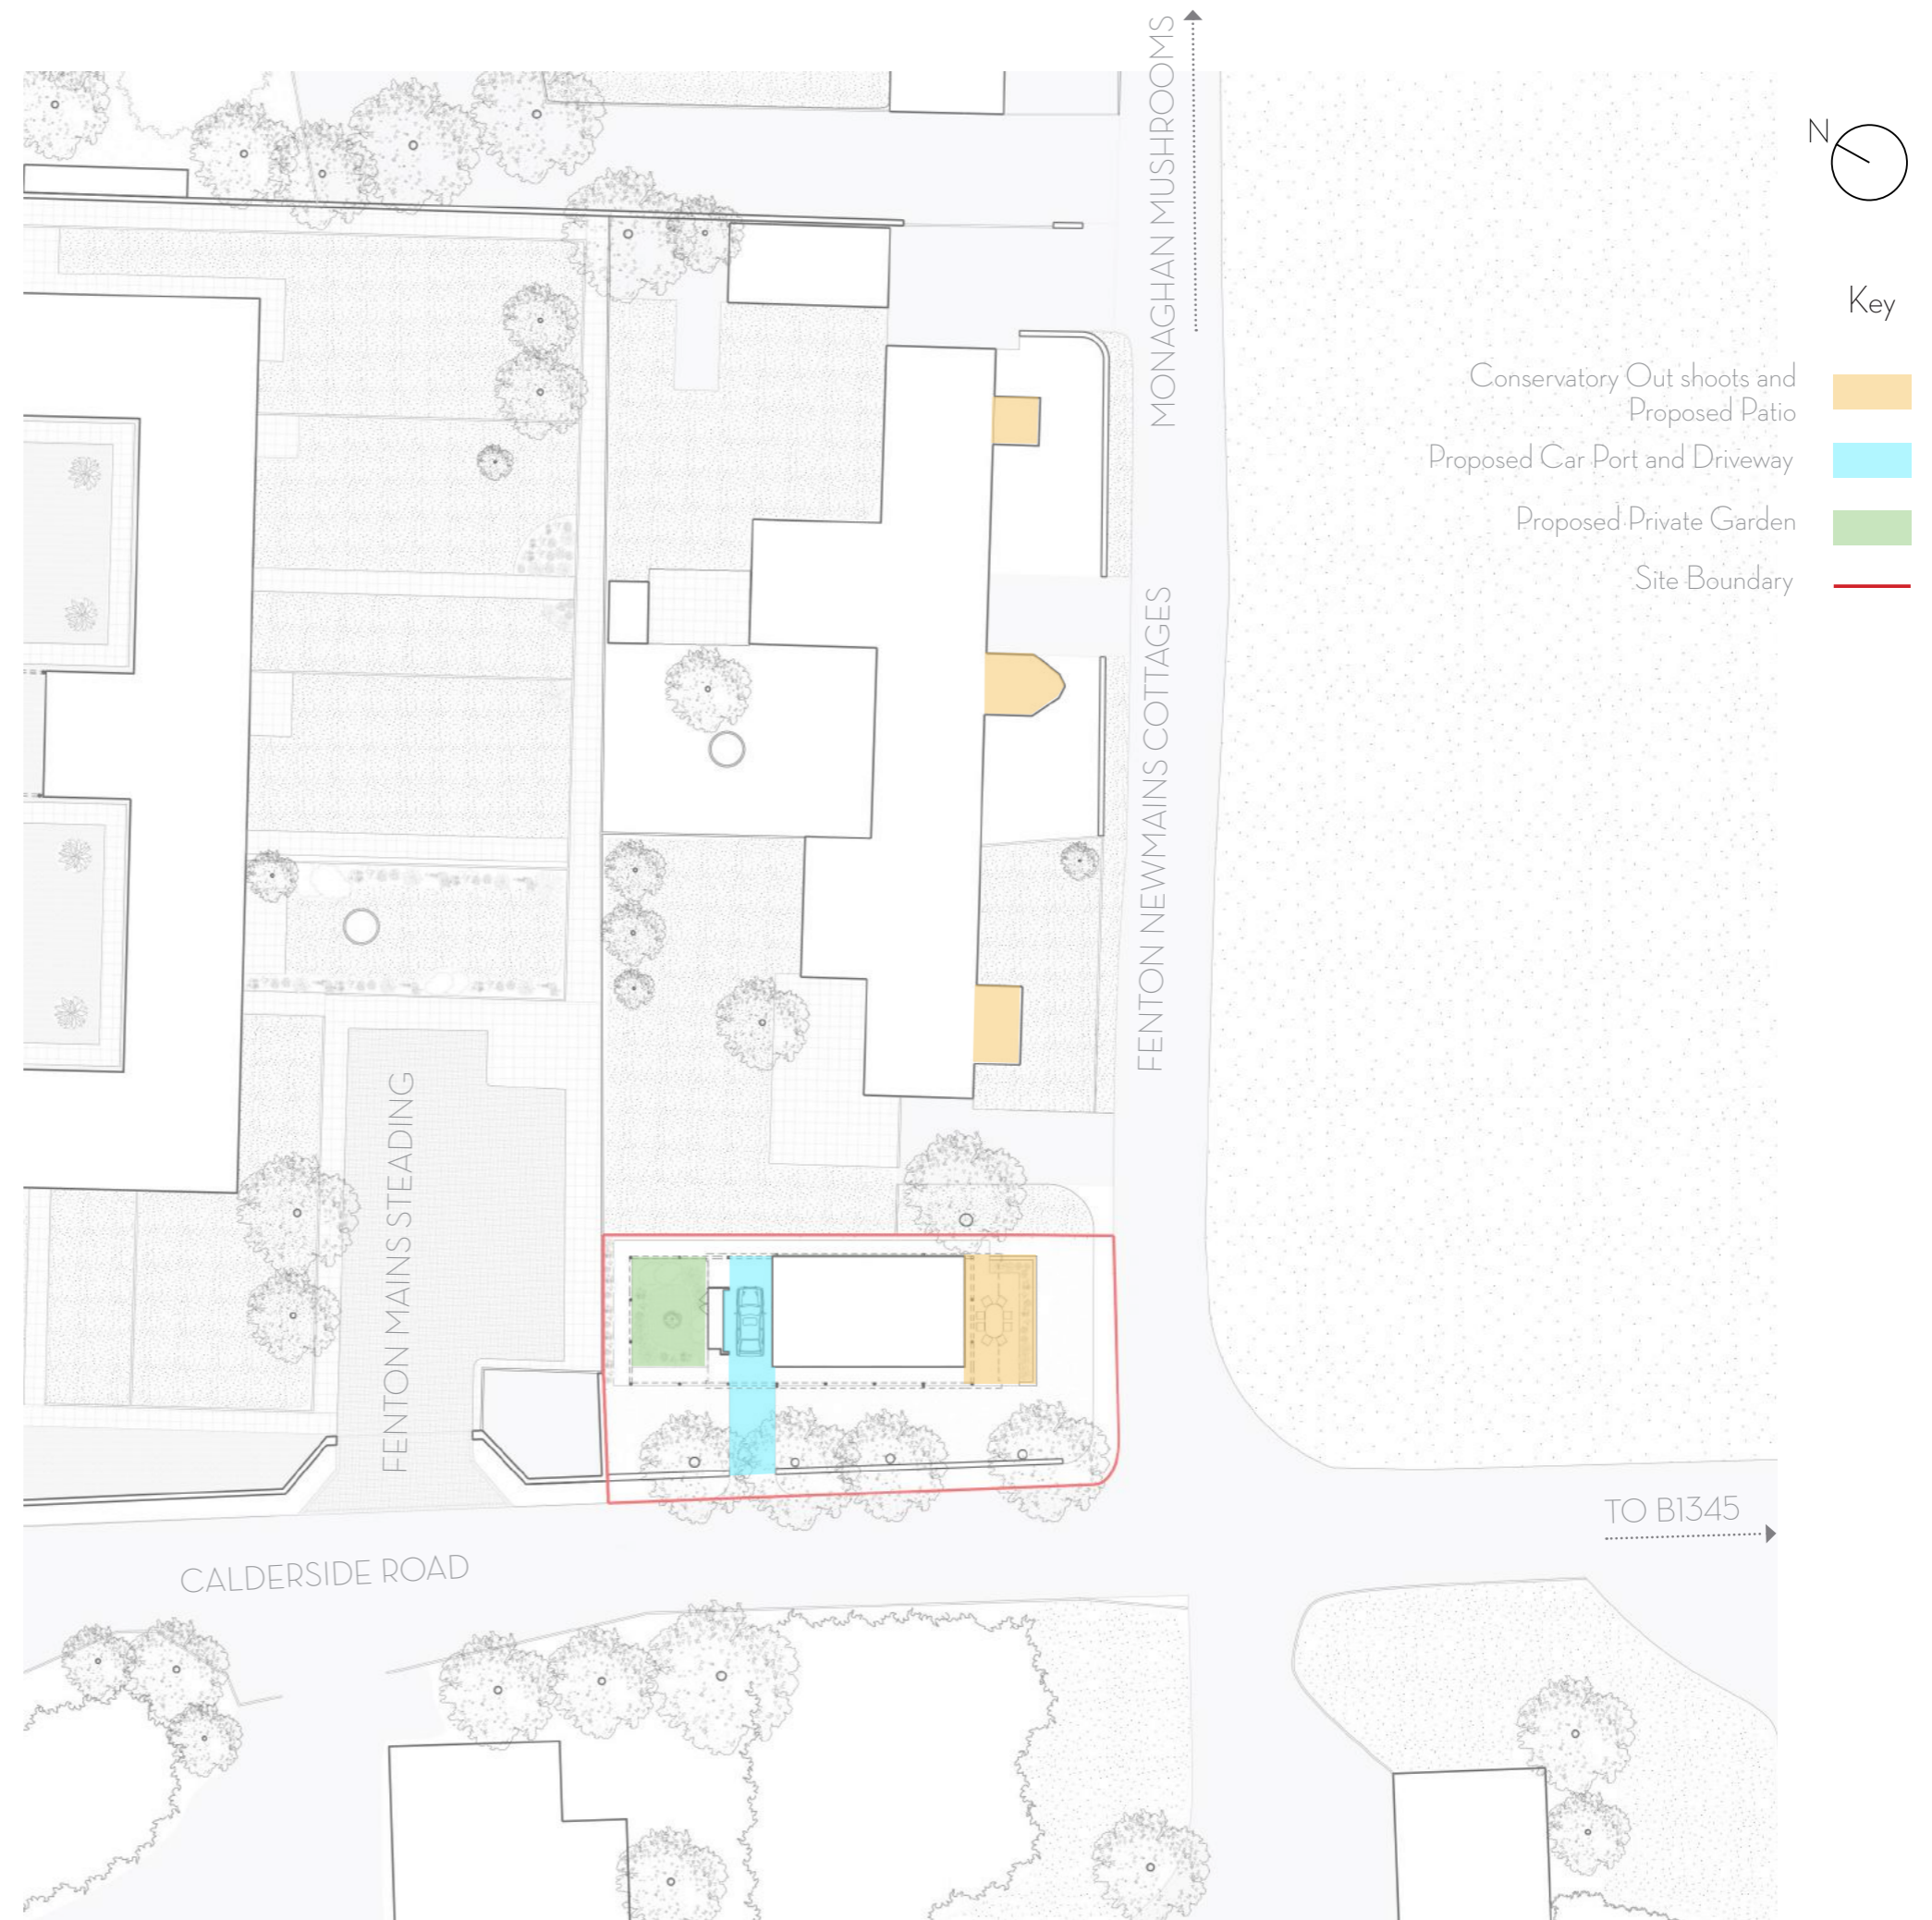 MONAGHAN MUSHROOMS
N
Key
Conservatory Out shoots and
Proposed Patio
Proposed Car Port and Driveway
Proposed Private Garden
Site Boundary
FENTON NEWMAINS COTTAGES
FENTON MAINS STEADING
TO B1345
CALDERSIDE ROAD